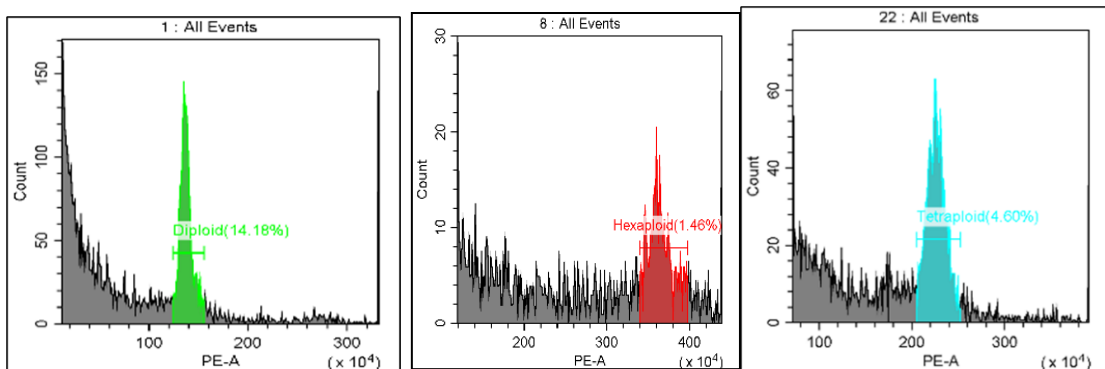 1 : All Events
150
100
50
0
Count
Diploid(14.18%)
100
200
300
PE-A
(x 10⁴)
8 : All Events
30
20
10
0
Count
Hexaploid(1.46%)
200
300
400
PE-A
(x 10⁴)
22 : All Events
60
40
20
0
Count
Tetraploid(4.60%)
100
200
300
PE-A
(x 10⁴)